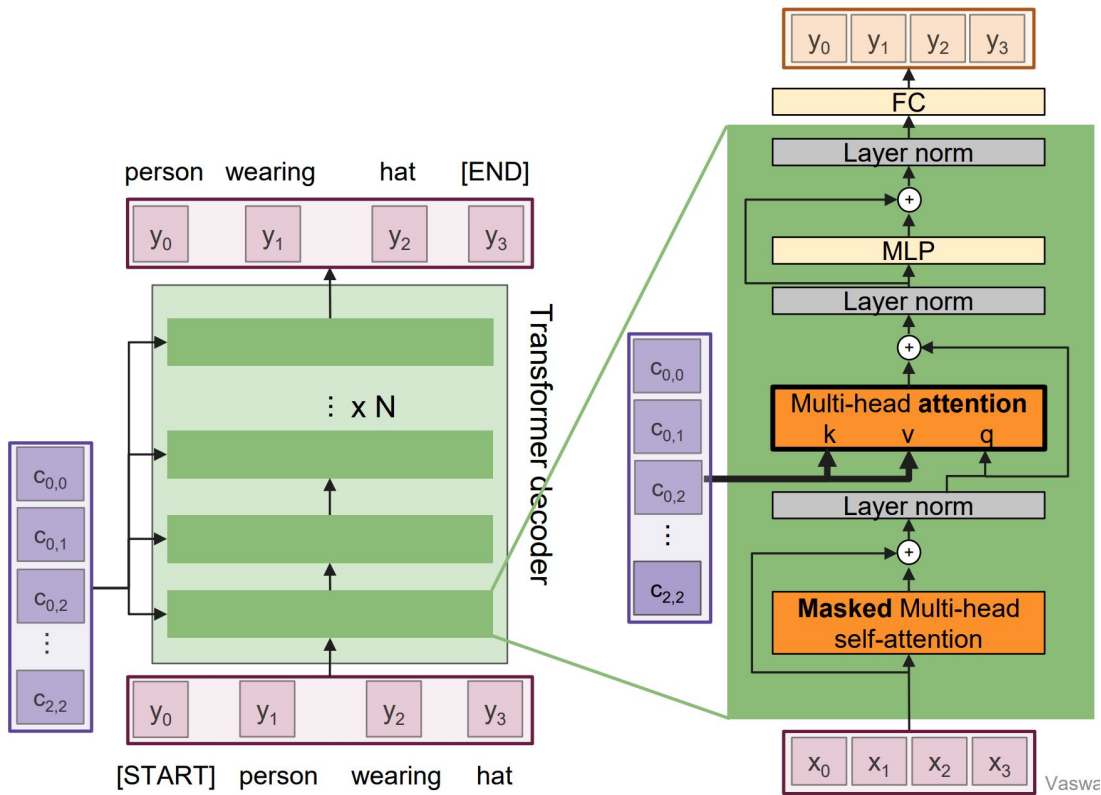 person wearing hat [END]
y0 y1 y2 y3
⋮ x N
Transformer decoder
c0,0
c0,1
c0,2
⋮
c2,2
y0 y1 y2 y3
[START] person wearing hat
y0 y1 y2 y3
FC
Layer norm
+
MLP
Layer norm
+
Multi-head attention
k v q
c0,0
c0,1
c0,2
⋮
c2,2
Layer norm
+
Masked Multi-head
self-attention
x0 x1 x2 x3
Vaswa